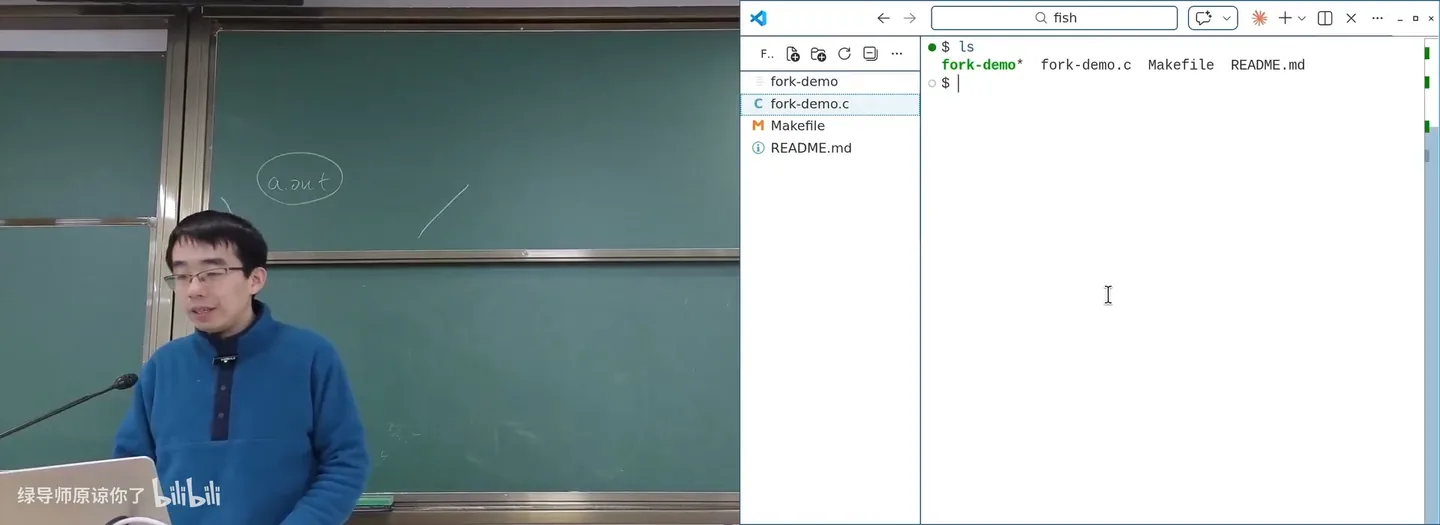 a.out
绿导师原谅你了 bilibili
fish
F..
fork-demo
fork-demo.c
Makefile
README.md
$ ls
fork-demo* fork-demo.c Makefile README.md
$